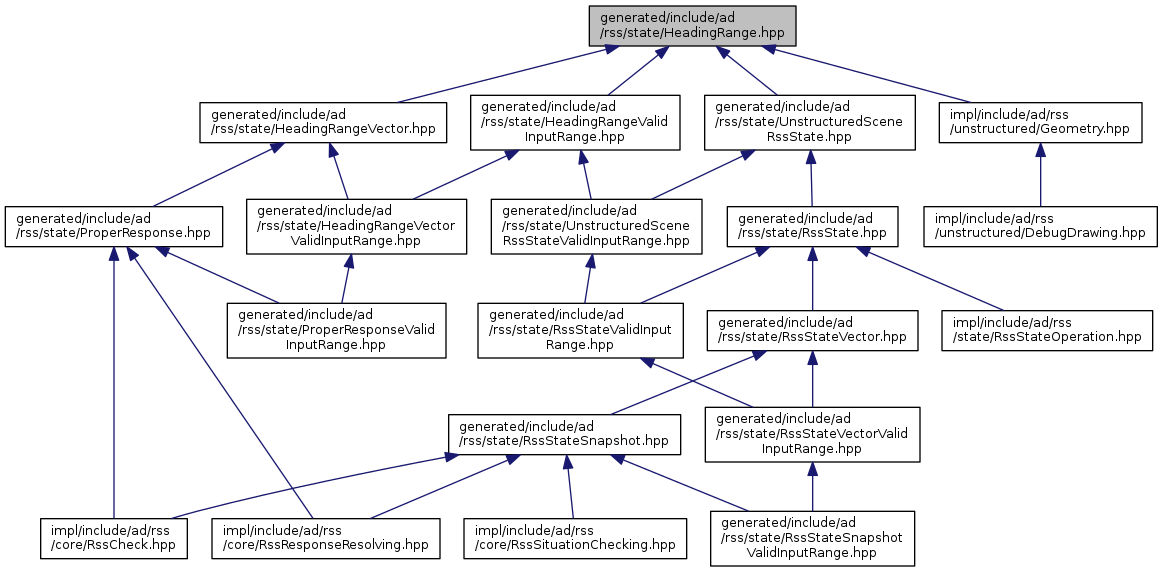 generated/include/ad
/rss/state/HeadingRange.hpp
generated/include/ad
/rss/state/HeadingRangeVector.hpp
generated/include/ad
/rss/state/HeadingRangeValid
InputRange.hpp
generated/include/ad
/rss/state/UnstructuredScene
RssState.hpp
impl/include/ad/rss
/unstructured/Geometry.hpp
generated/include/ad
/rss/state/ProperResponse.hpp
generated/include/ad
/rss/state/HeadingRangeVector
ValidInputRange.hpp
generated/include/ad
/rss/state/UnstructuredScene
RssStateValidInputRange.hpp
generated/include/ad
/rss/state/RssState.hpp
impl/include/ad/rss
/unstructured/DebugDrawing.hpp
generated/include/ad
/rss/state/ProperResponseValid
InputRange.hpp
generated/include/ad
/rss/state/RssStateValidInput
Range.hpp
generated/include/ad
/rss/state/RssStateVector.hpp
impl/include/ad/rss
/state/RssStateOperation.hpp
generated/include/ad
/rss/state/RssStateSnapshot.hpp
generated/include/ad
/rss/state/RssStateVectorValid
InputRange.hpp
impl/include/ad/rss
/core/RssCheck.hpp
impl/include/ad/rss
/core/RssResponseResolving.hpp
impl/include/ad/rss
/core/RssSituationChecking.hpp
generated/include/ad
/rss/state/RssStateSnapshot
ValidInputRange.hpp